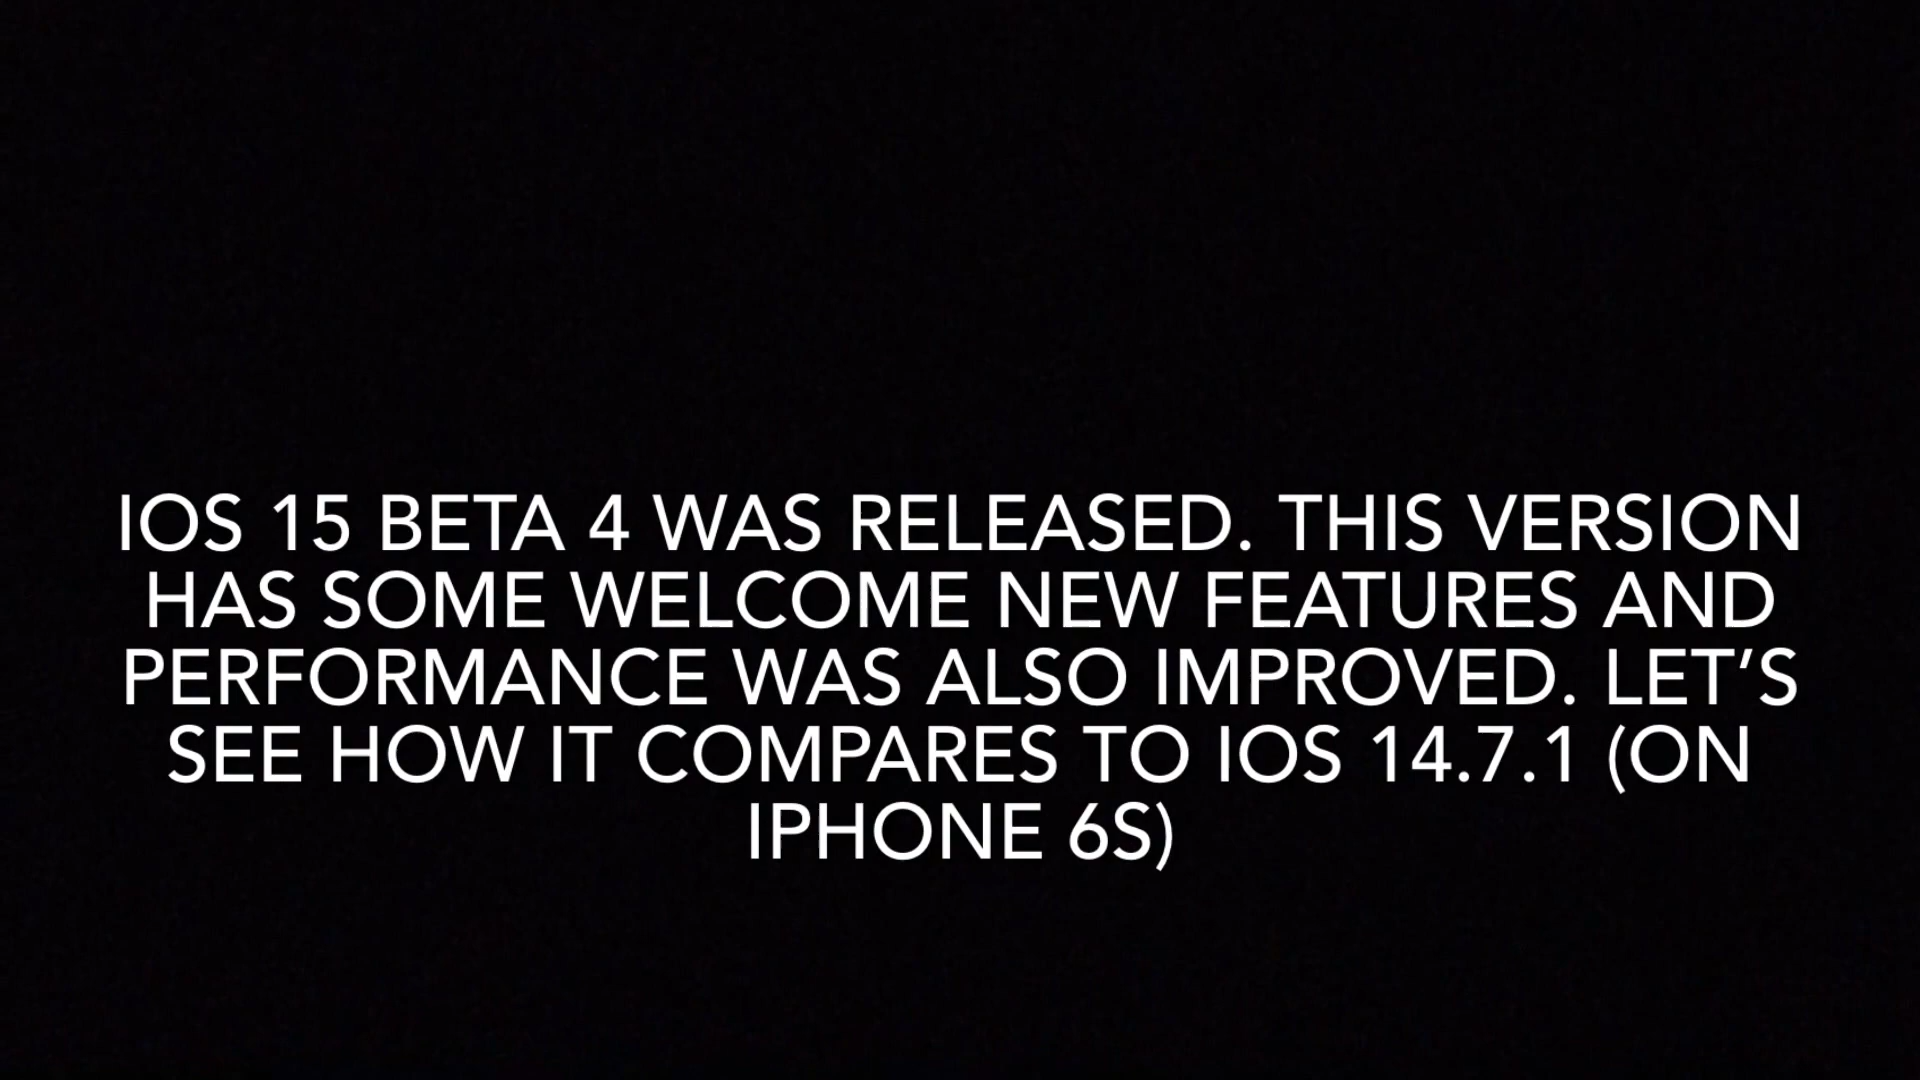 IOS 15 BETA 4 WAS RELEASED. THIS VERSION
HAS SOME WELCOME NEW FEATURES AND
PERFORMANCE WAS ALSO IMPROVED. LET’S
SEE HOW IT COMPARES TO IOS 14.7.1 (ON
IPHONE 6S)